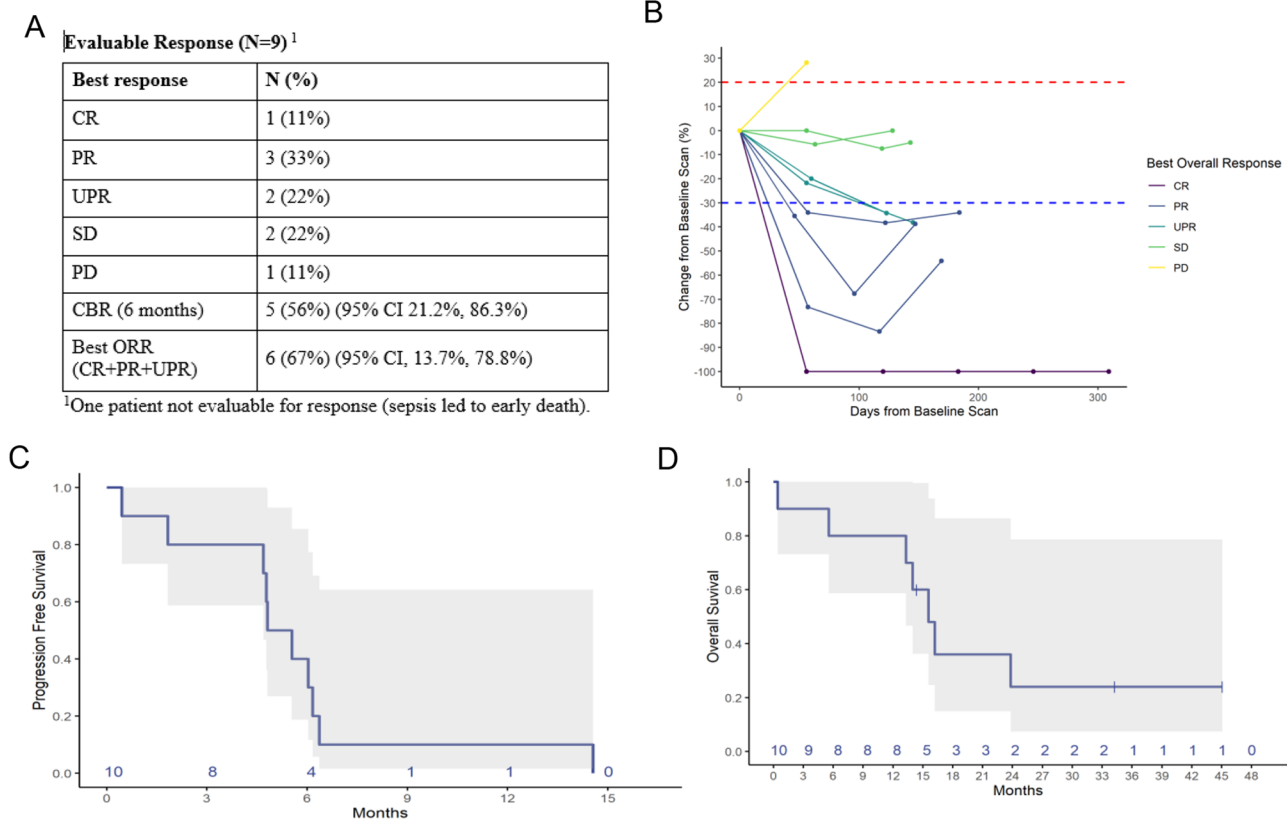 A
Evaluable Response (N=9) 1
Best response N (%)
CR 1 (11%)
PR 3 (33%)
UPR 2 (22%)
SD 2 (22%)
PD 1 (11%)
CBR (6 months) 5 (56%) (95% CI 21.2%, 86.3%)
Best ORR
(CR+PR+UPR) 6 (67%) (95% CI, 13.7%, 78.8%)
1One patient not evaluable for response (sepsis led to early death).
B
Change from Baseline Scan (%)
30
20
10
0
-10
-20
-30
-40
-50
-60
-70
-80
-90
-100
0 100 200 300
Days from Baseline Scan
Best Overall Response
CR
PR
UPR
SD
PD
C
Progression Free Survival
1.0
0.8
0.6
0.4
0.2
0.0
10 8 4 1 1 0
0 3 6 9 12 15
Months
D
Overall Suvival
1.0
0.8
0.6
0.4
0.2
0.0
10 9 8 8 8 5 3 3 2 2 2 2 1 1 1 1 0
0 3 6 9 12 15 18 21 24 27 30 33 36 39 42 45 48
Months